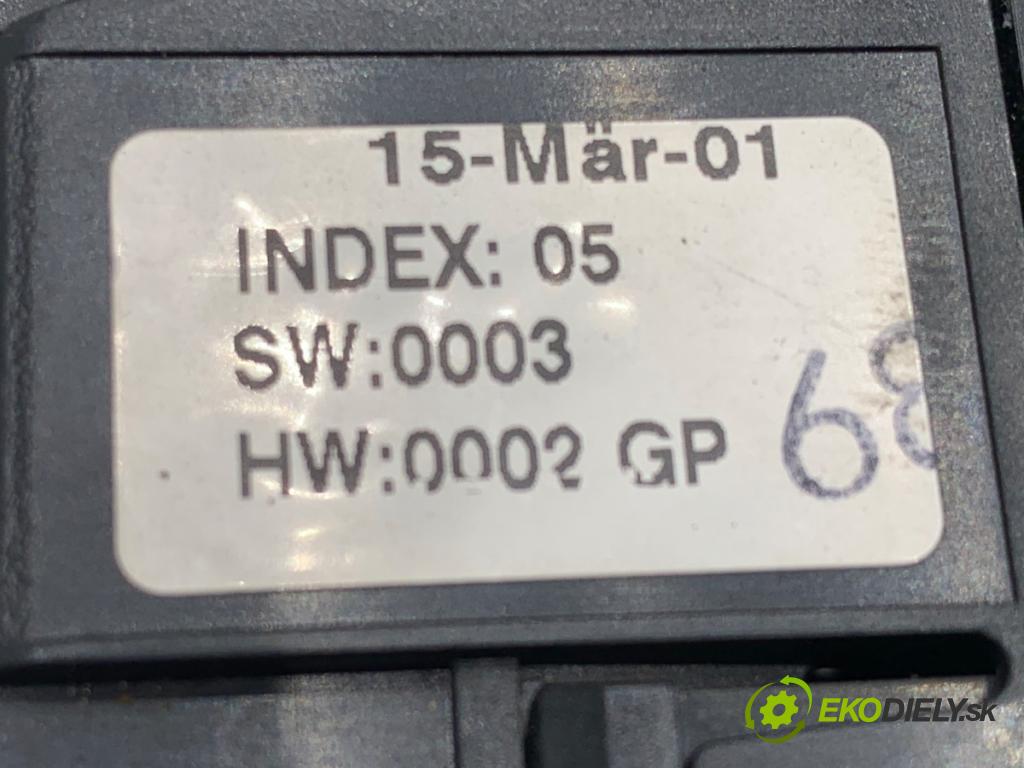 15-Mär-01
INDEX: 05
SW:0003
HW:0002 GP
68
EKODIELY.sk